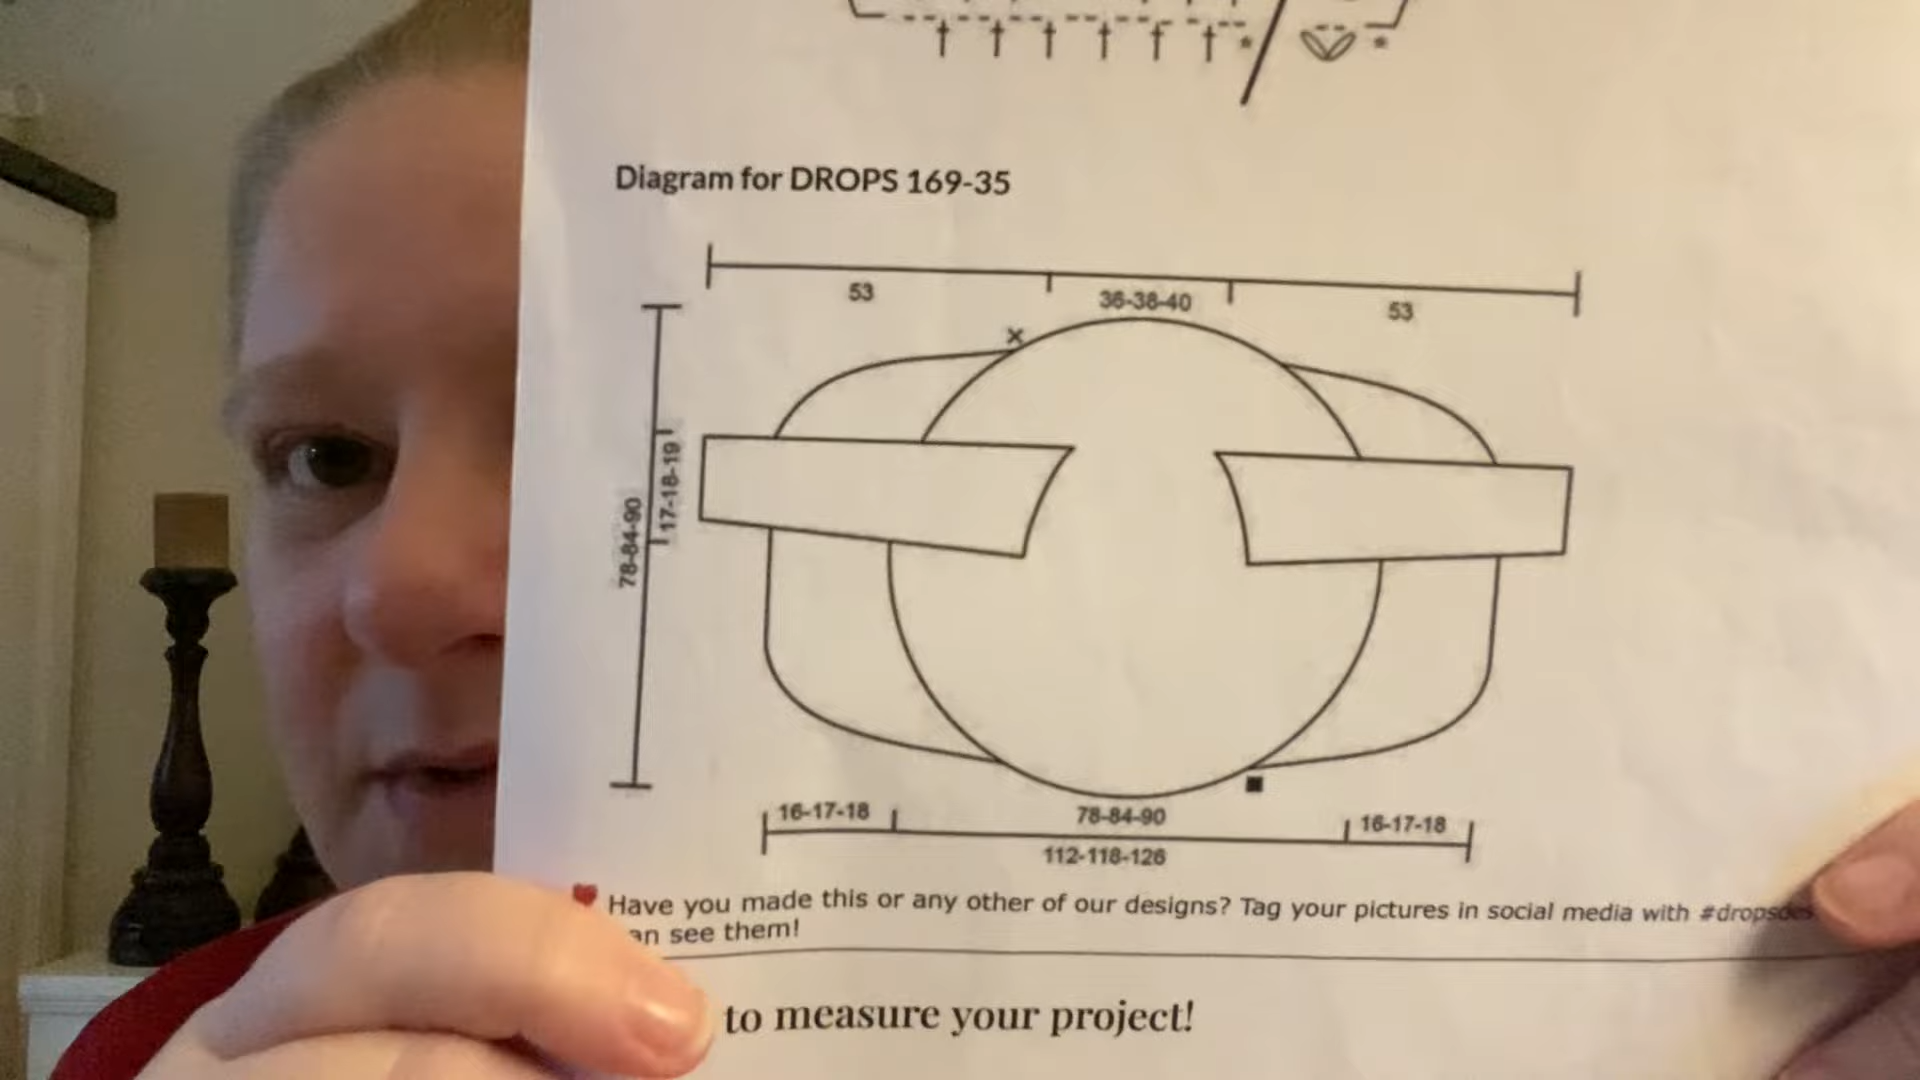 Diagram for DROPS 169-35
53
36-38-40
53
78-84-90
17-18-19
16-17-18
78-84-90
16-17-18
112-118-126
Have you made this or any other of our designs? Tag your pictures in social media with
see them!
to measure your project!